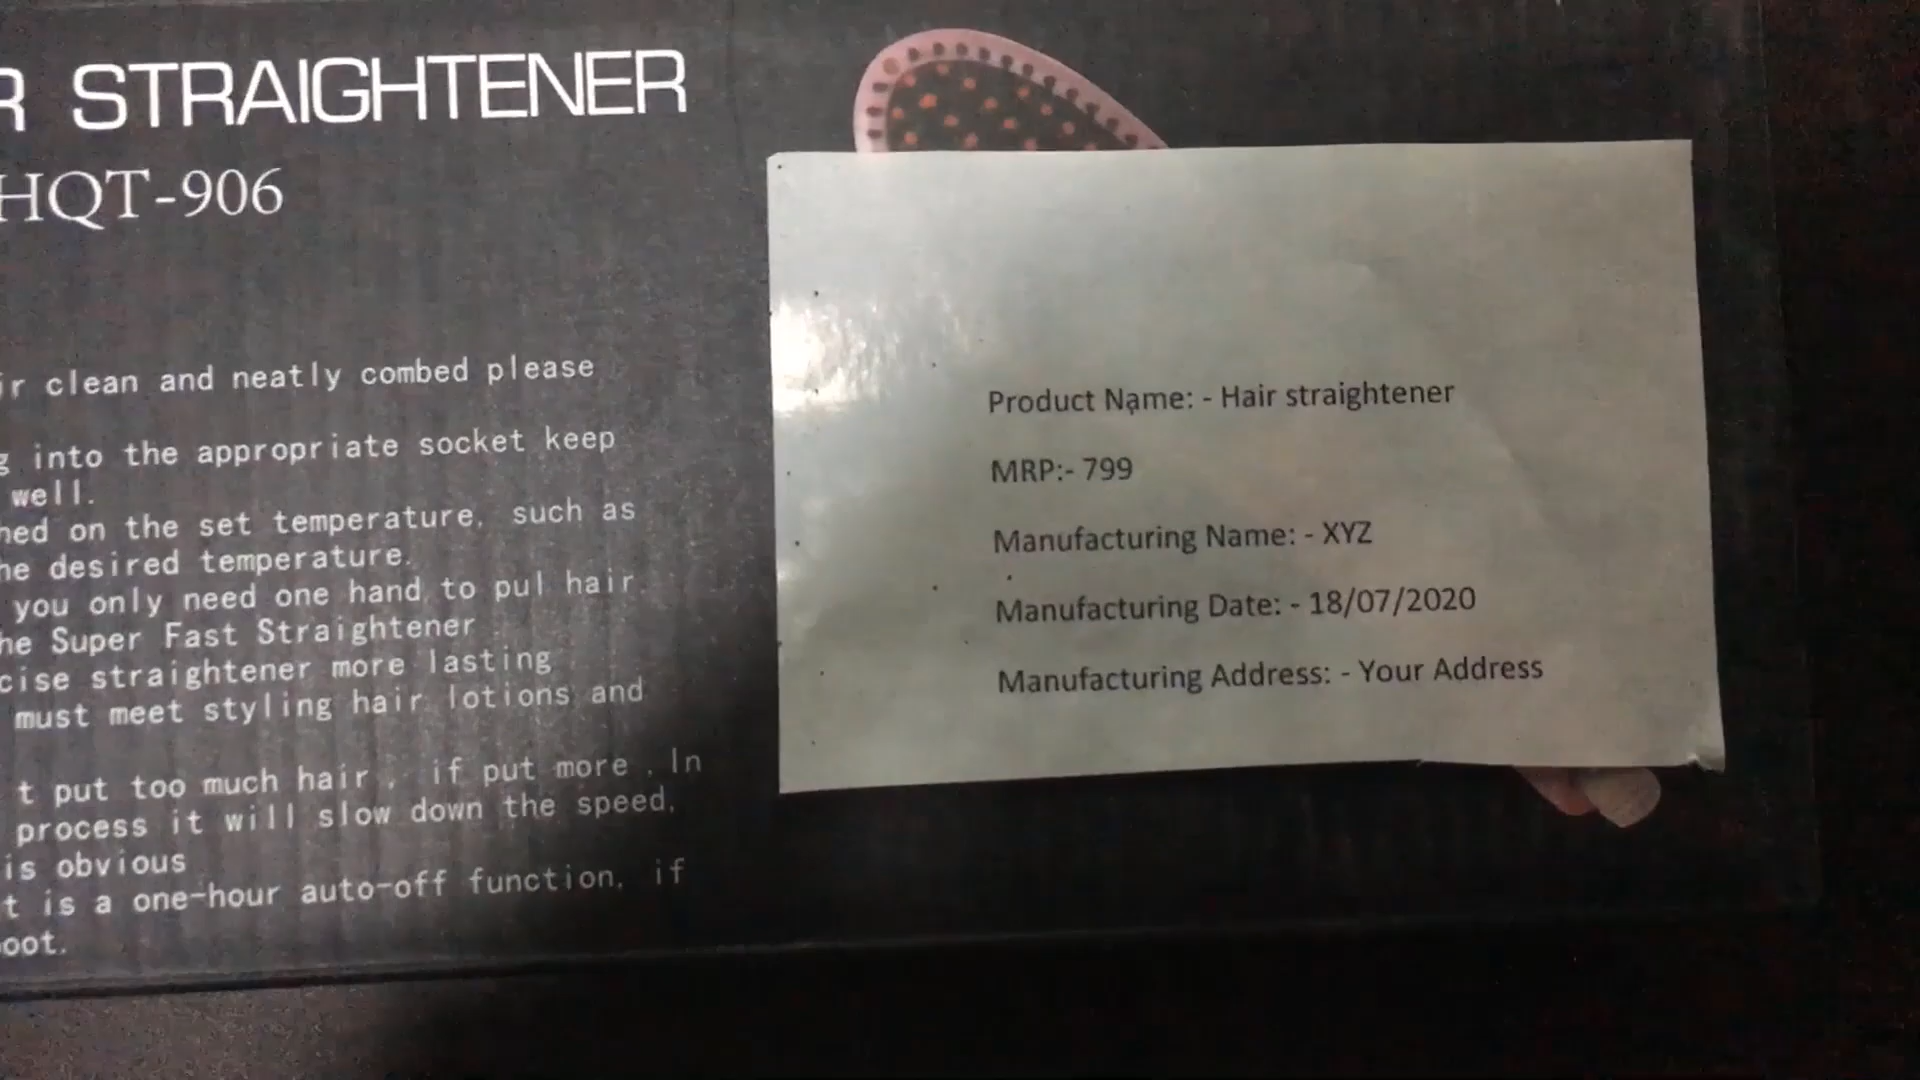 R STRAIGHTENER
HQT-906
ir clean and neatly combed please
g into the appropriate socket keep
well.
ned on the set temperature, such as
he desired temperature.
you only need one hand to pul hair
he Super Fast Straightener
cise straightener more lasting
must meet styling hair lotions and
t put too much hair, if put more . In
process it will slow down the speed,
is obvious
t is a one-hour auto-off function, if
oot.
Product Name: - Hair straightener
MRP:- 799
Manufacturing Name: - XYZ
Manufacturing Date: - 18/07/2020
Manufacturing Address: - Your Address